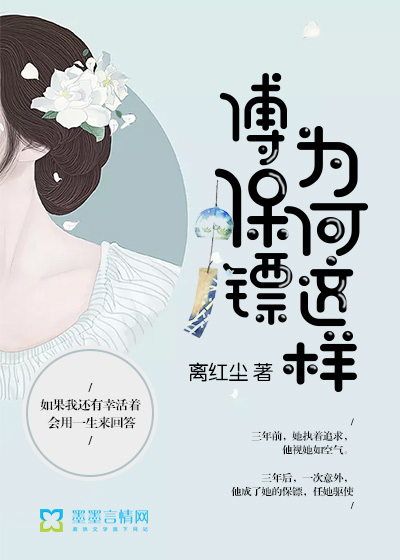 傅保镖
为何这样
离红尘 著
/
如果我还有幸活着
会用一生来回答
/
/
三年前，她执着追求，
他视她如空气。
三年后，一次意外，
他成了她的保镖，任她驱使
/
墨墨言情网